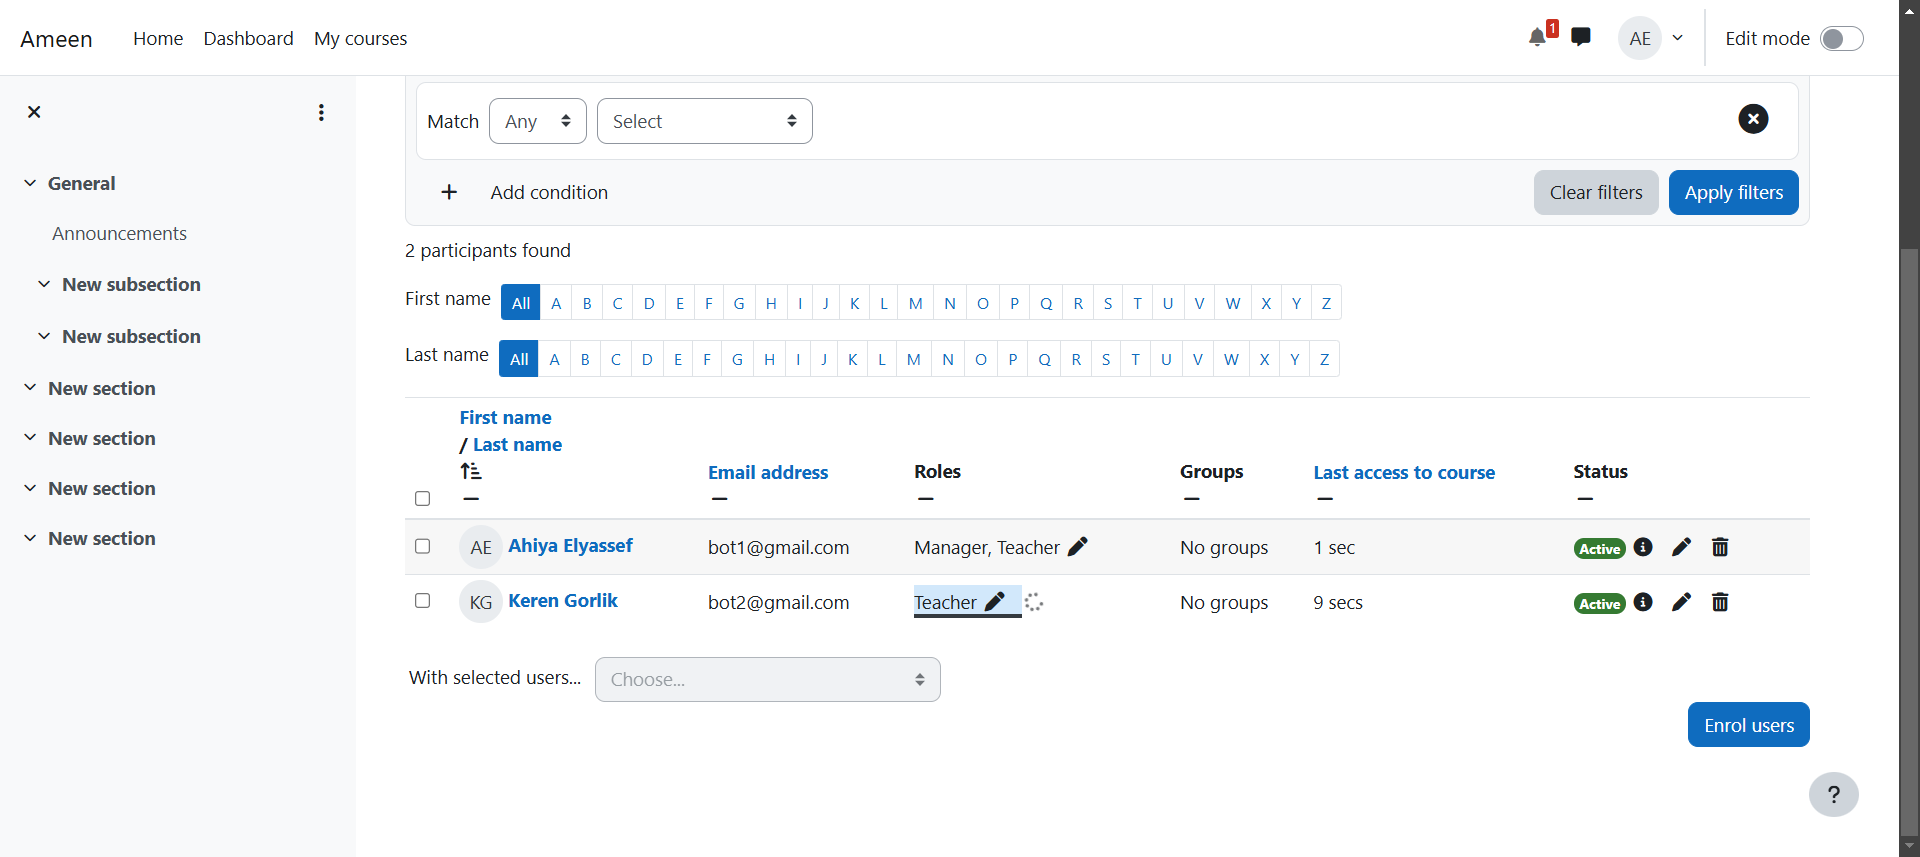 Ameen Home Dashboard My courses 1 AE Edit mode
General
Announcements
New subsection
New subsection
New section
New section
New section
New section
Match Any Select
+ Add condition Clear filters Apply filters
2 participants found
First name All A B C D E F G H I J K L M N O P Q R S T U V W X Y Z
Last name All A B C D E F G H I J K L M N O P Q R S T U V W X Y Z
First name
/ Last name
Email address Roles Groups Last access to course Status
AE Ahiya Elyassef bot1@gmail.com Manager, Teacher No groups 1 sec Active
KG Keren Gorlik bot2@gmail.com Teacher No groups 9 secs Active
With selected users... Choose...
Enrol users
?